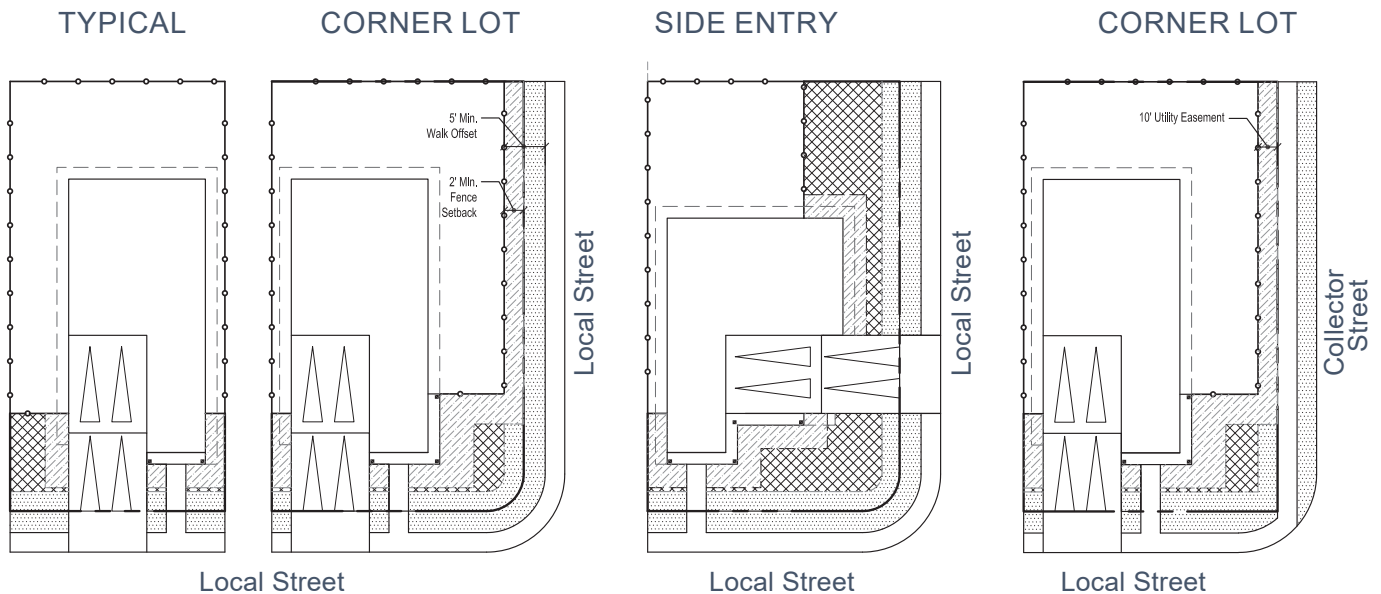 TYPICAL
CORNER LOT
SIDE ENTRY
CORNER LOT
5' Min.
Walk Offset
2' MIn.
Fence
Setback
10' Utility Easement
Local Street
Local Street
Collector
Street
Local Street
Local Street
Local Street